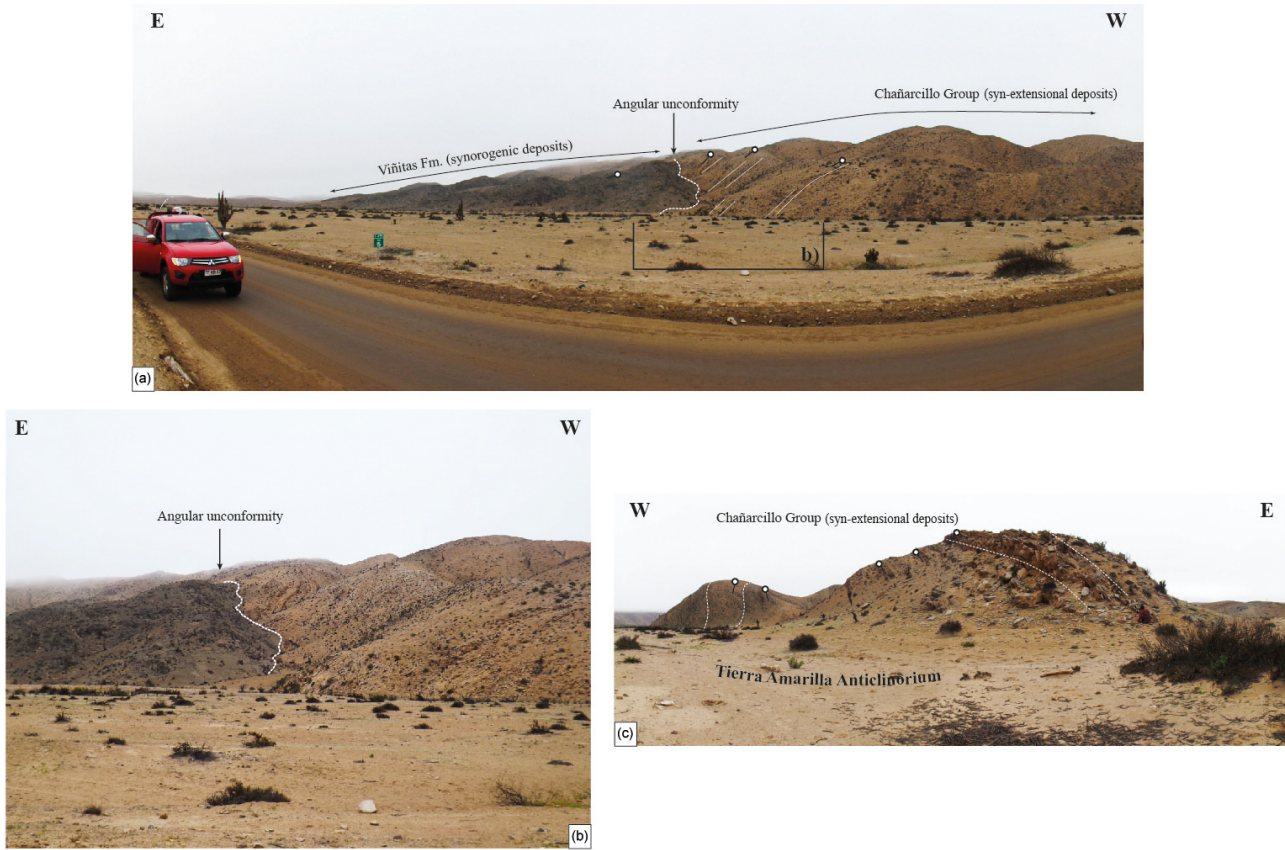 E
W
Chañarcillo Group (syn-extensional deposits)
Angular unconformity
Viñitas Fm. (synorogenic deposits)
b)
(a)
E
W
Angular unconformity
(b)
W
E
Chañarcillo Group (syn-extensional deposits)
Tierra Amarilla Anticlinorium
(c)